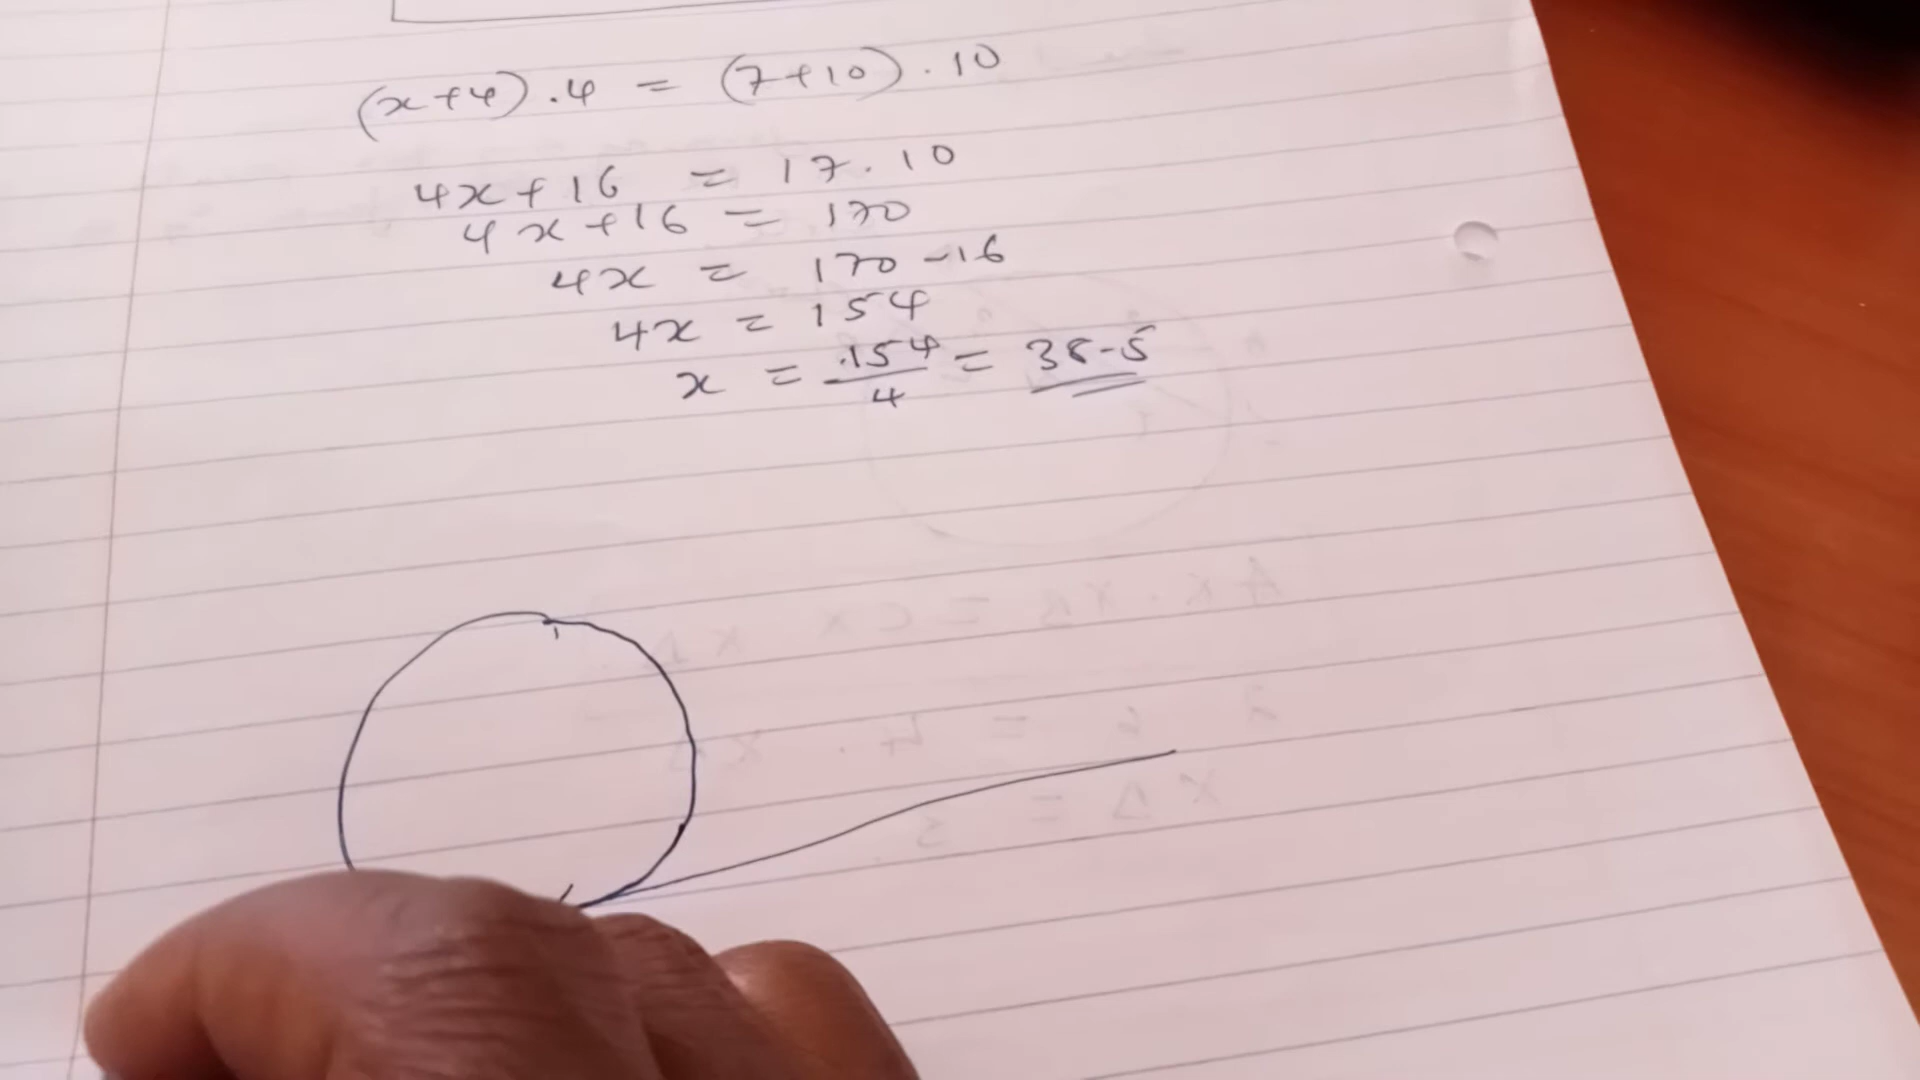 (x+4).4 = (7+10).10
4x+16 = 17.10
4x+16 = 170
4x = 170-16
4x = 154
x = 154/4 = 38-5